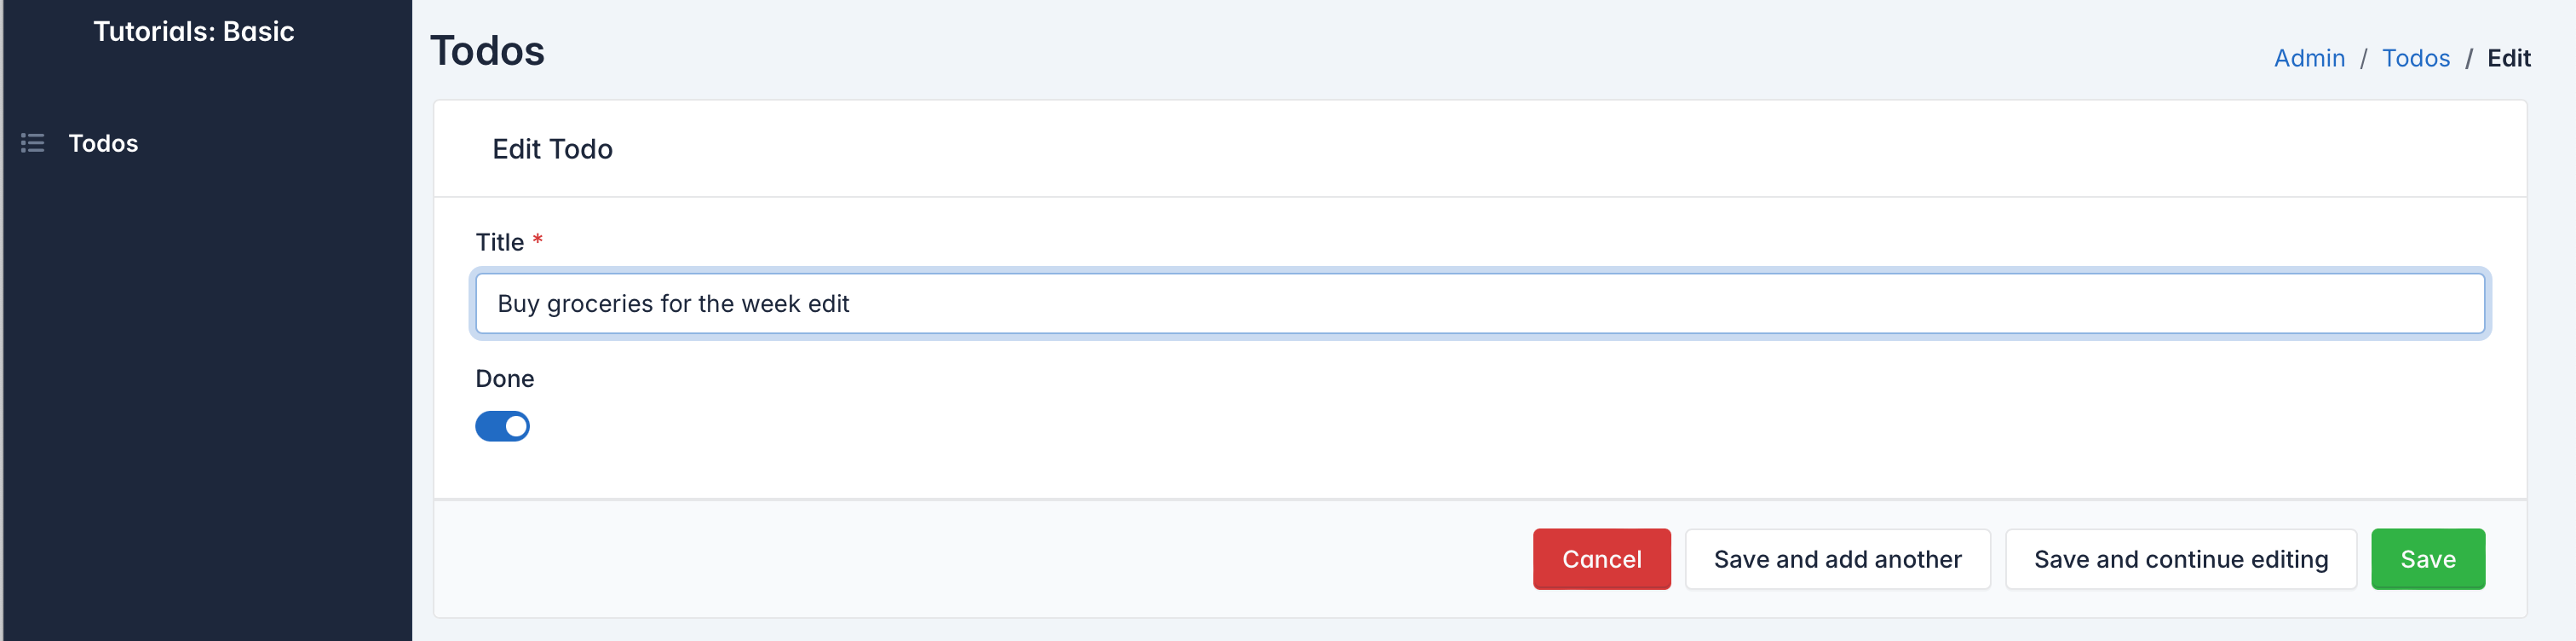 Tutorials: Basic
Todos
Todos
Admin / Todos / Edit
Edit Todo
Title *
Buy groceries for the week edit
Done
Cancel
Save and add another
Save and continue editing
Save